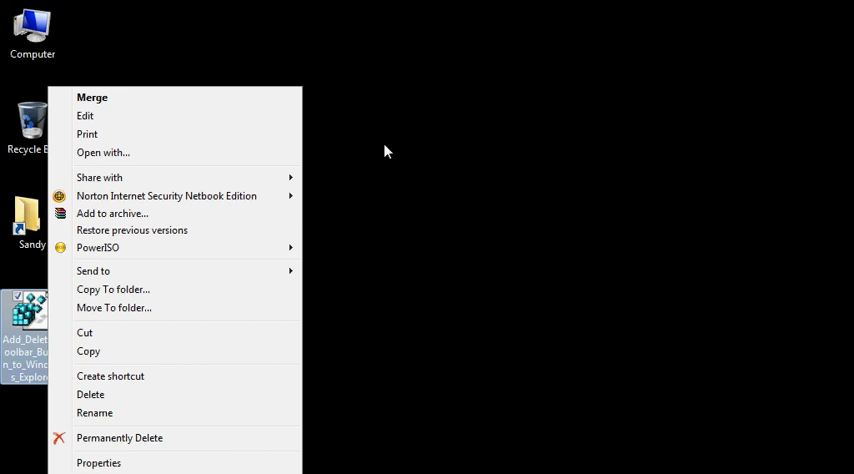 Computer
Recycle B
Sandy
Add_Delet
oolbar_Bu
n_to_Winc
s_Explore
Merge
Edit
Print
Open with...
Share with
Norton Internet Security Netbook Edition
Add to archive...
Restore previous versions
PowerISO
Send to
Copy To folder...
Move To folder...
Cut
Copy
Create shortcut
Delete
Rename
Permanently Delete
Properties